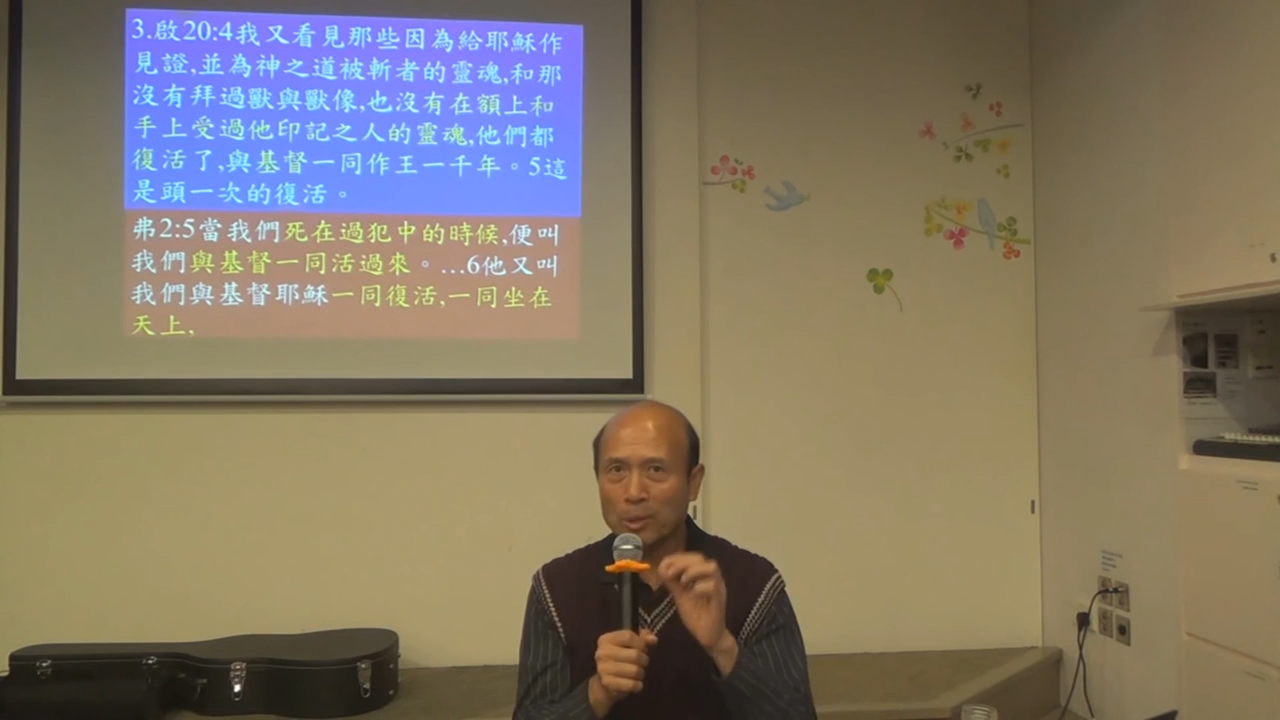 3.啟20:4我又看見那些因為給耶穌作
見證,並為神之道被斬者的靈魂,和那
沒有拜過獸與獸像,也沒有在額上和
手上受過他印記之人的靈魂,他們都
復活了,與基督一同作王一千年。5這
是頭一次的復活。
弗2:5當我們死在過犯中的時候,便叫
我們與基督一同活過來。…6他又叫
我們與基督耶穌一同復活,一同坐在
天上,